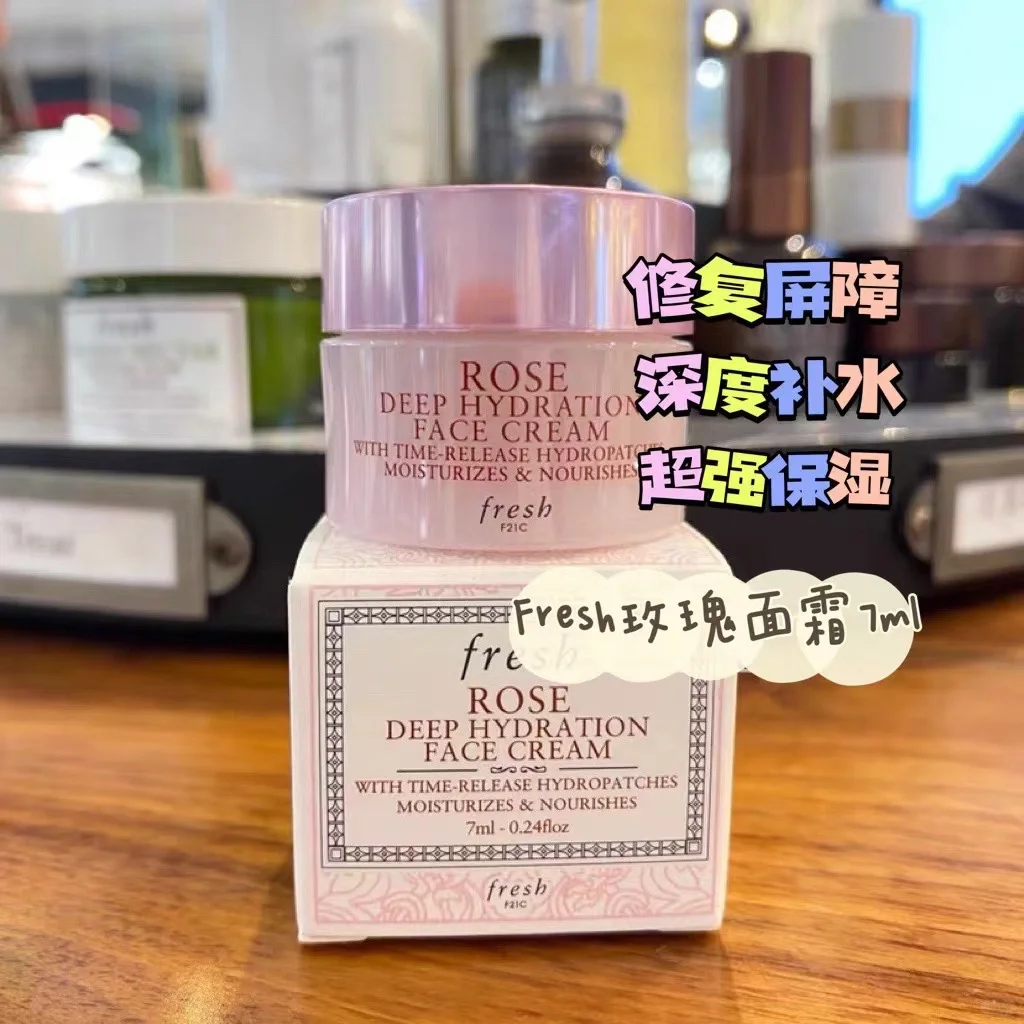 修复屏障
深度补水
超强保湿
ROSE
DEEP HYDRATION
FACE CREAM
WITH TIME-RELEASE HYDROPATCHES
MOISTURIZES & NOURISHES
fresh
F21C
Fresh玫瑰面霜7ml
fresh
ROSE
DEEP HYDRATION
FACE CREAM
WITH TIME-RELEASE HYDROPATCHES
MOISTURIZES & NOURISHES
7ml - 0.24floz
fresh
F21C
fresh